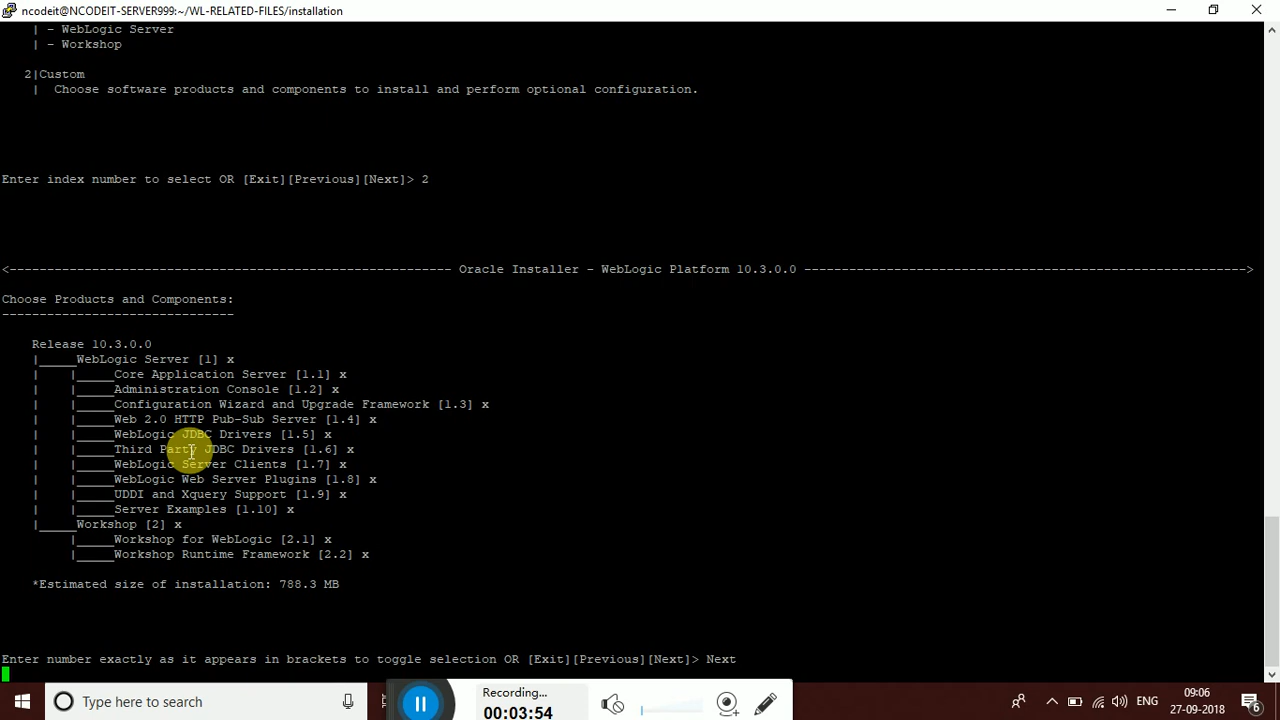 ncodeit@NCODEIT-SERVER999:~/WL-RELATED-FILES/installation
| - WebLogic Server
| - Workshop
2|Custom
|  Choose software products and components to install and perform optional configuration.
Enter index number to select OR [Exit][Previous][Next]> 2
<----------------------------------------------------------- Oracle Installer - WebLogic Platform 10.3.0.0 ----------------------------------------------------------->
Choose Products and Components:
-------------------------------
Release 10.3.0.0
|_____WebLogic Server [1] x
|    |_____Core Application Server [1.1] x
|    |_____Administration Console [1.2] x
|    |_____Configuration Wizard and Upgrade Framework [1.3] x
|    |_____Web 2.0 HTTP Pub-Sub Server [1.4] x
|    |_____WebLogic JDBC Drivers [1.5] x
|    |_____Third Party JDBC Drivers [1.6] x
|    |_____WebLogic Server Clients [1.7] x
|    |_____WebLogic Web Server Plugins [1.8] x
|    |_____UDDI and Xquery Support [1.9] x
|    |_____Server Examples [1.10] x
|_____Workshop [2] x
|_____Workshop for WebLogic [2.1] x
|_____Workshop Runtime Framework [2.2] x
*Estimated size of installation: 788.3 MB
Enter number exactly as it appears in brackets to toggle selection OR [Exit][Previous][Next]> Next
Type here to search
Recording...
00:03:54
ENG
09:06
27-09-2018
6